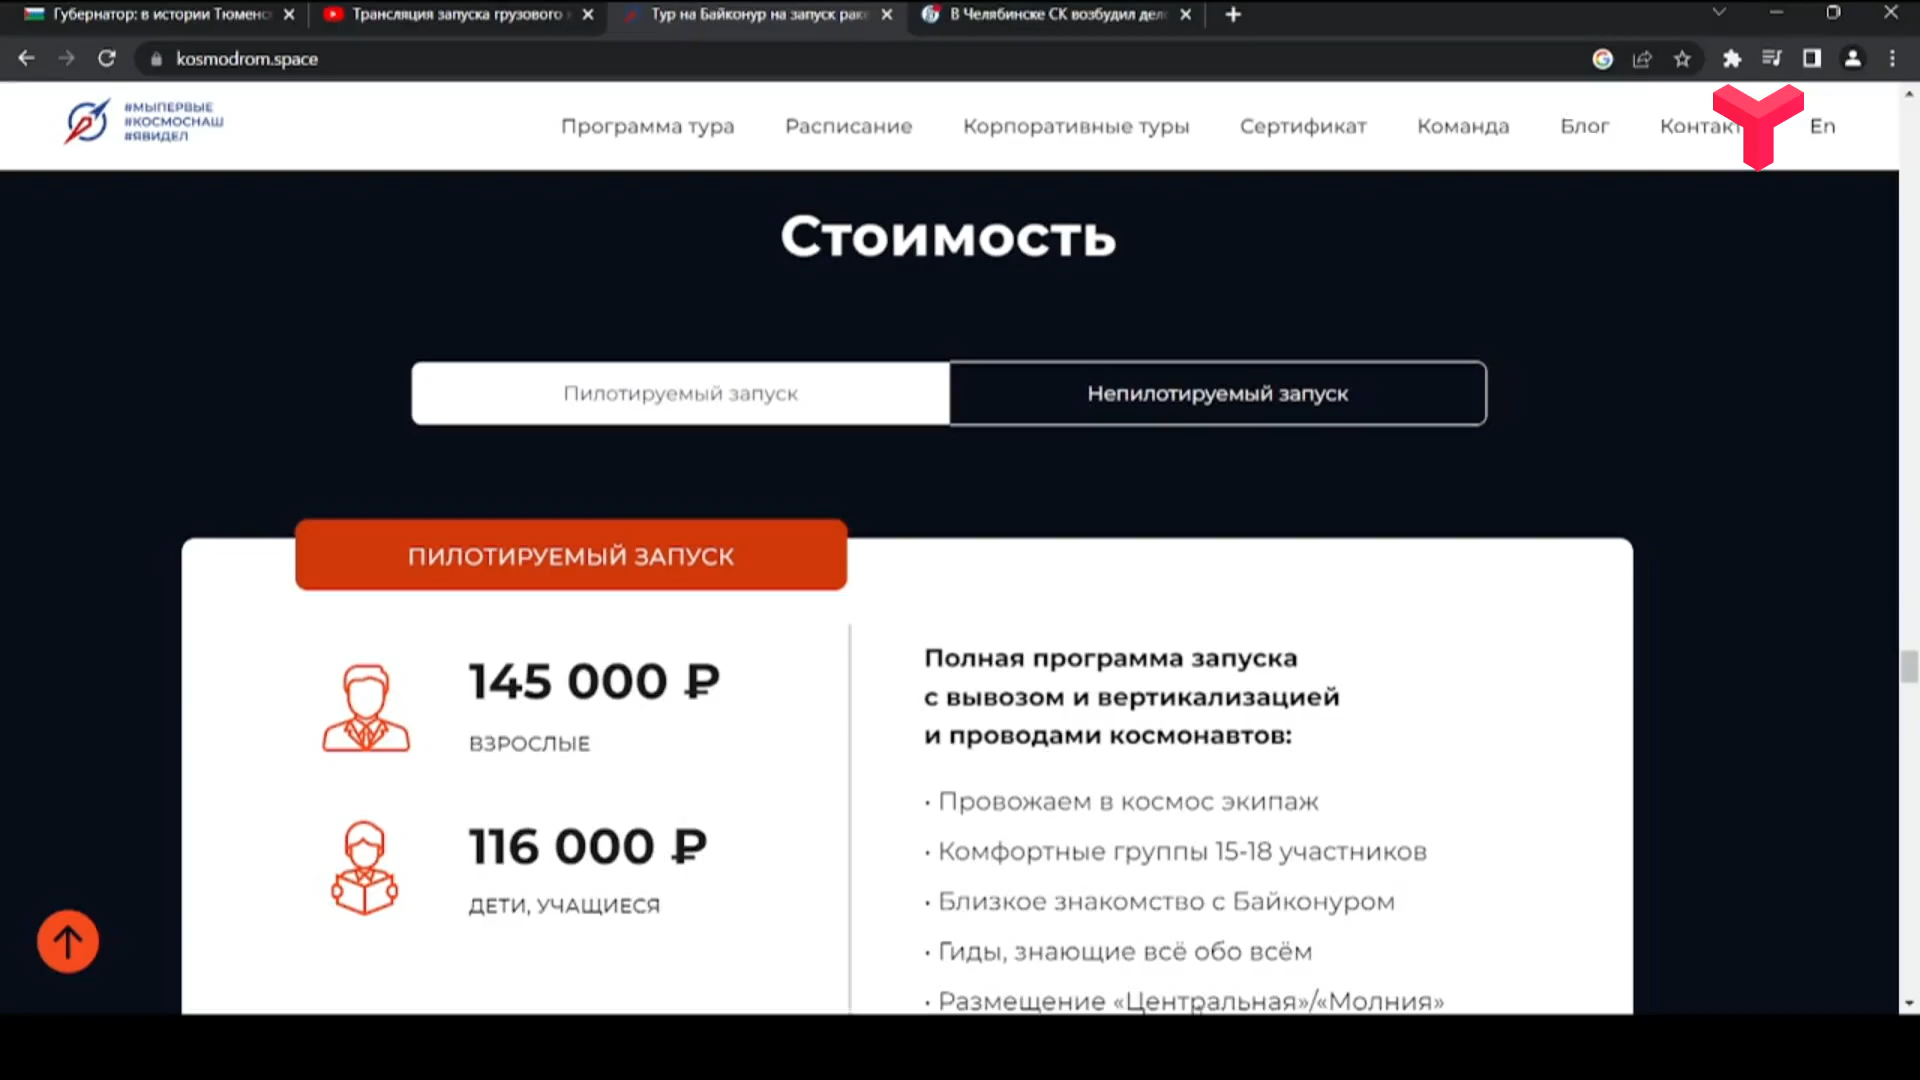 Губернатор: в истории Тюменс
Трансляция запуска грузового
Тур на Байконур на запуск рак
В Челябинске СК возбудил дел
kosmodrom.space
#МЫПЕРВЫЕ
#КОСМОСНАШ
#ЯВИДЕЛ
Программа тура
Расписание
Корпоративные туры
Сертификат
Команда
Блог
Контакт
En
Стоимость
Пилотируемый запуск
Непилотируемый запуск
ПИЛОТИРУЕМЫЙ ЗАПУСК
145 000 ₽
ВЗРОСЛЫЕ
116 000 ₽
ДЕТИ, УЧАЩИЕСЯ
Полная программа запуска
с вывозом и вертикализацией
и проводами космонавтов:
· Провожаем в космос экипаж
· Комфортные группы 15-18 участников
· Близкое знакомство с Байконуром
· Гиды, знающие всё обо всём
· Размещение «Центральная»/«Молния»